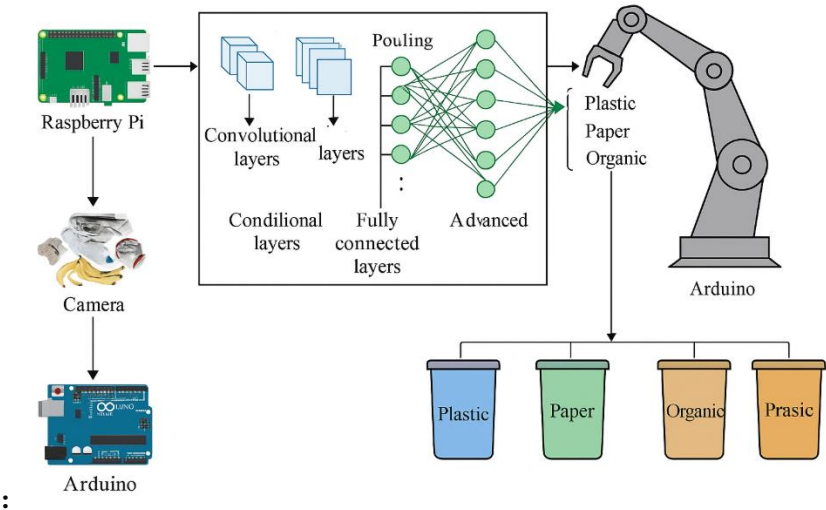 Raspberry Pi
Camera
Arduino
Pouling
Convolutional
layers
layers
Condilional
layers
Fully
connected
layers
Advanced
:
Plastic
Paper
Organic
Arduino
Plastic
Paper
Organic
Prasic
: